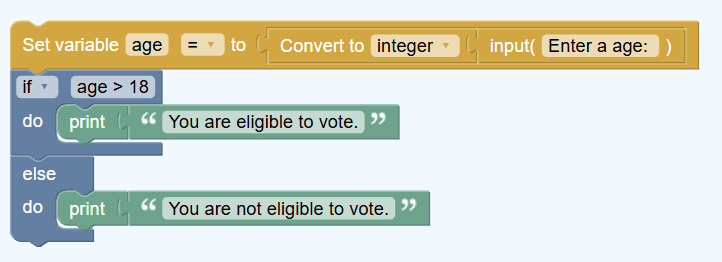 Set variable age = to Convert to integer input( Enter a age: )
if age > 18
do print “ You are eligible to vote. ”
else
do print “ You are not eligible to vote. ”